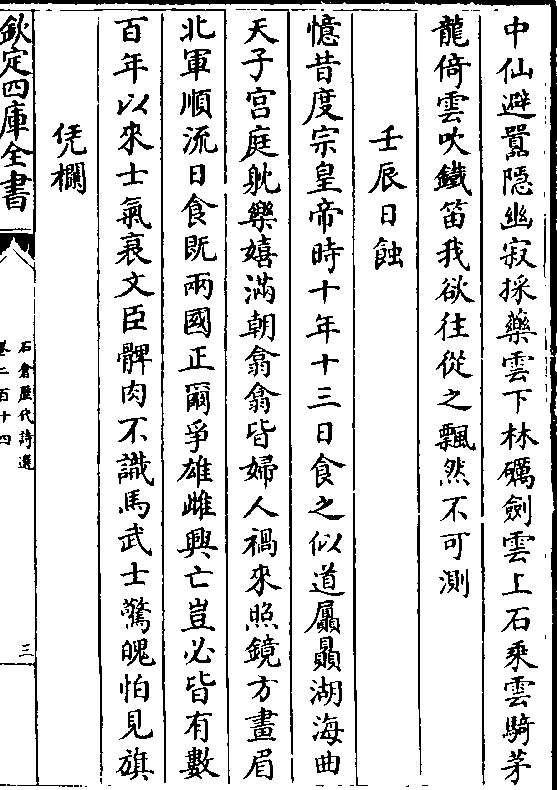 中仙避囂隠幽寂採藥雲下林礪劍雲上石乘雲騎茅
龍倚雲吹鐵笛我欲往從之飄然不可測
壬辰日蝕
憶昔度宗皇帝時十年十三日食之似道屭贔湖海曲
天子宫庭躭樂嬉滿朝翕翕皆婦人禍來照鏡方畫眉
北軍順流日食既兩國正爾爭雄雌興亡豈必皆有數
百年以來士氣衰文臣髀肉不識馬武士驚魄怕見旗
凭欄
欽定四庫全書
石倉歴代詩選
卷二百十四
三